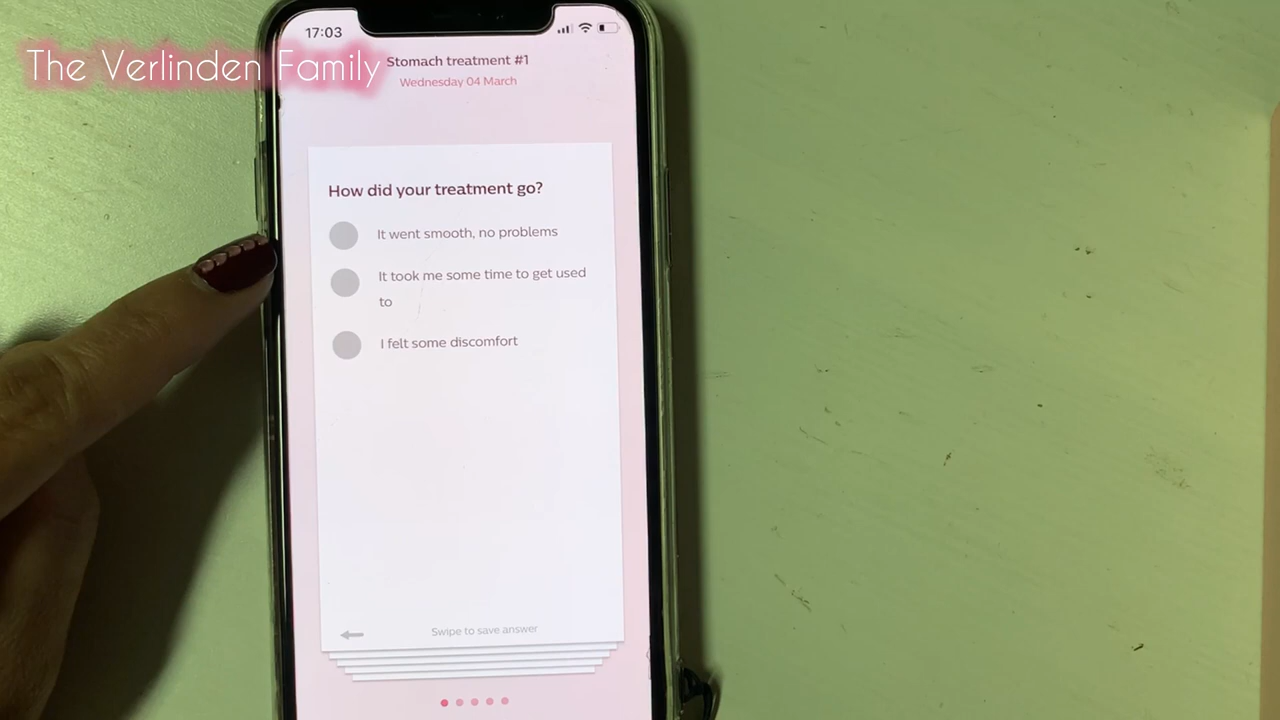 17:03
The Verlinden Family
Stomach treatment #1
Wednesday 04 March
How did your treatment go?
It went smooth, no problems
It took me some time to get used
to
I felt some discomfort
Swipe to save answer